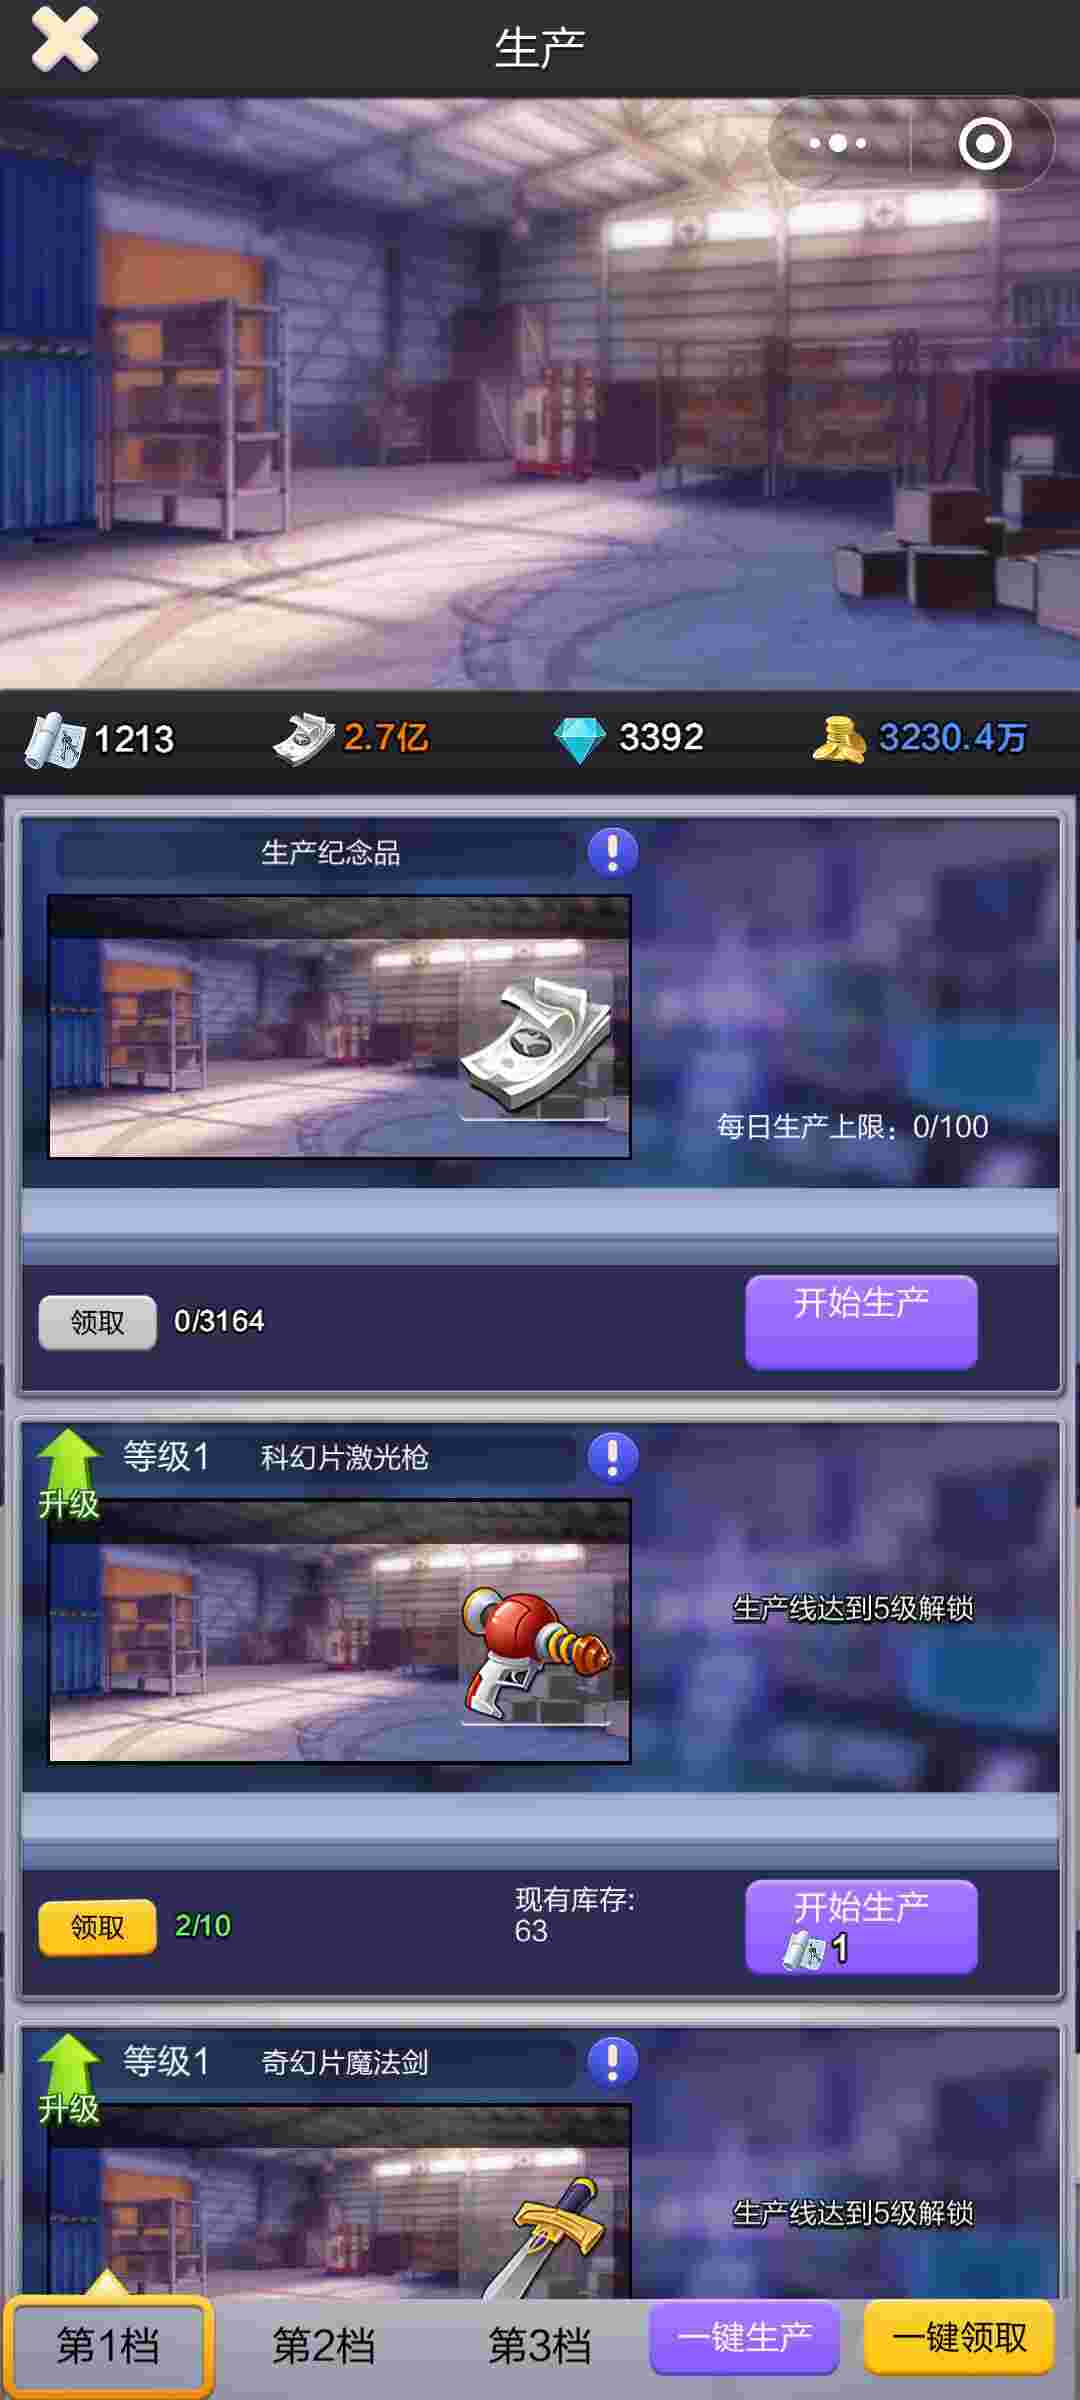 生产
1213
2.7亿
3392
3230.4万
生产纪念品
每日生产上限：0/100
领取
0/3164
开始生产
等级1
科幻片激光枪
升级
生产线达到5级解锁
领取
2/10
现有库存:
63
开始生产
1
等级1
奇幻片魔法剑
升级
生产线达到5级解锁
第1档
第2档
第3档
一键生产
一键领取